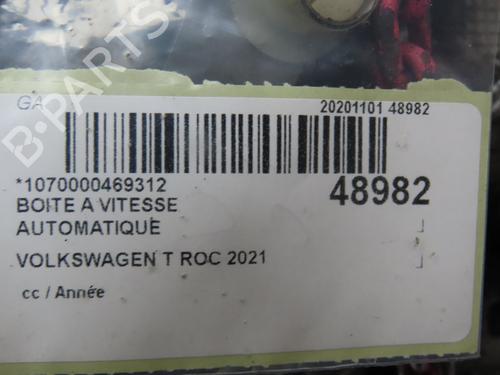 GA
20201101 48982
*1070000469312
48982
BOITE A VITESSE
AUTOMATIQUE
VOLKSWAGEN T ROC 2021
cc / Année
B-PARTS